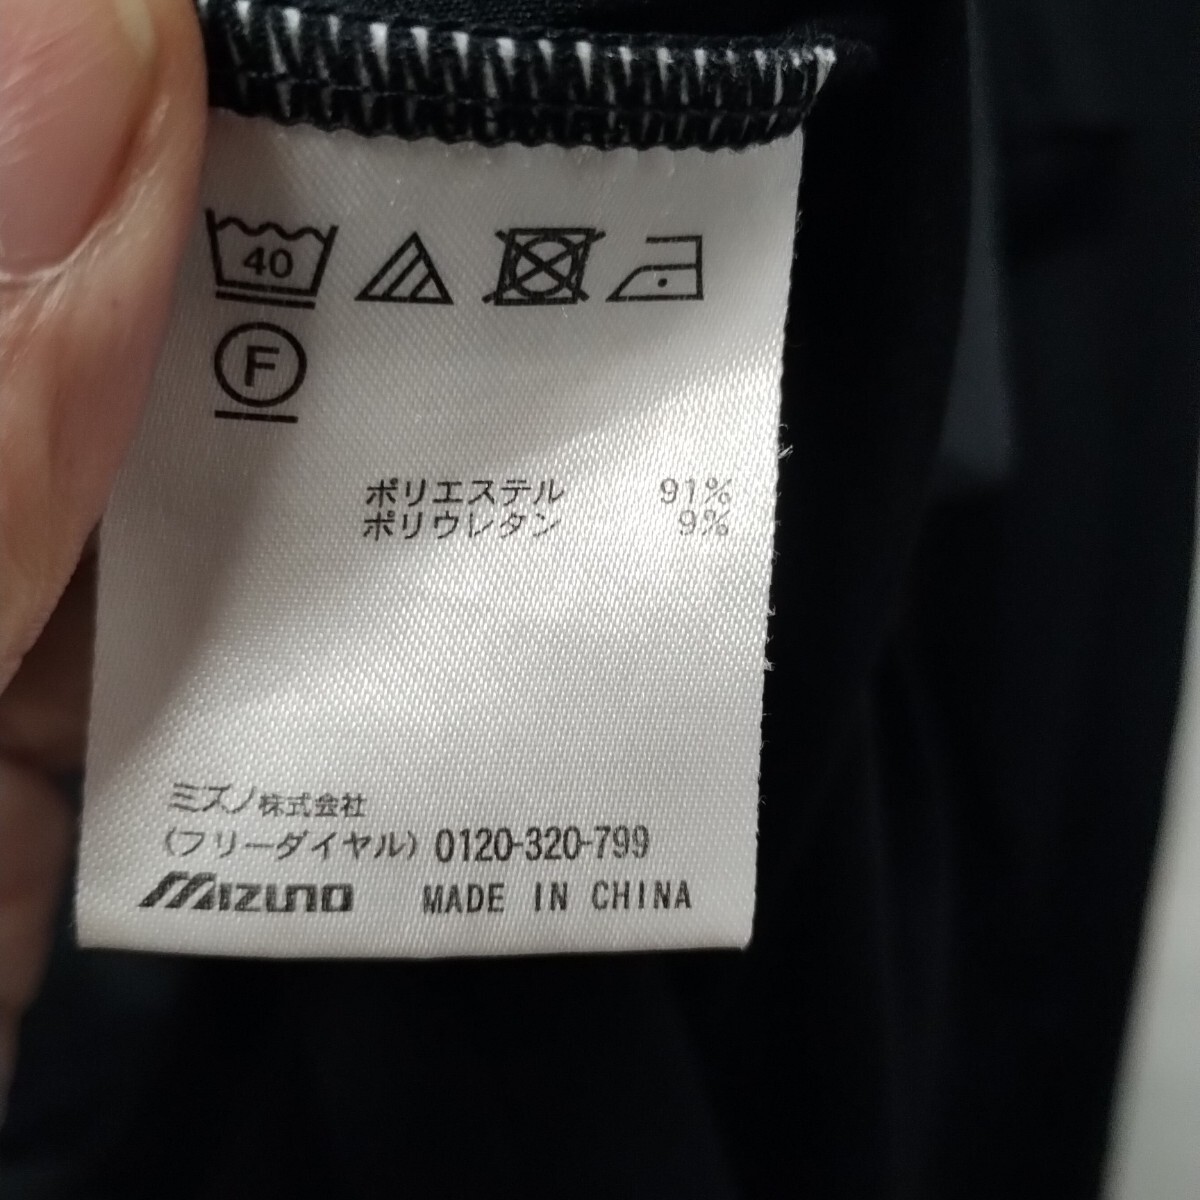 40
F
ポリエステル 91%
ポリウレタン 9%
ミズノ株式会社
(フリーダイヤル) 0120-320-799
MIZUNO MADE IN CHINA